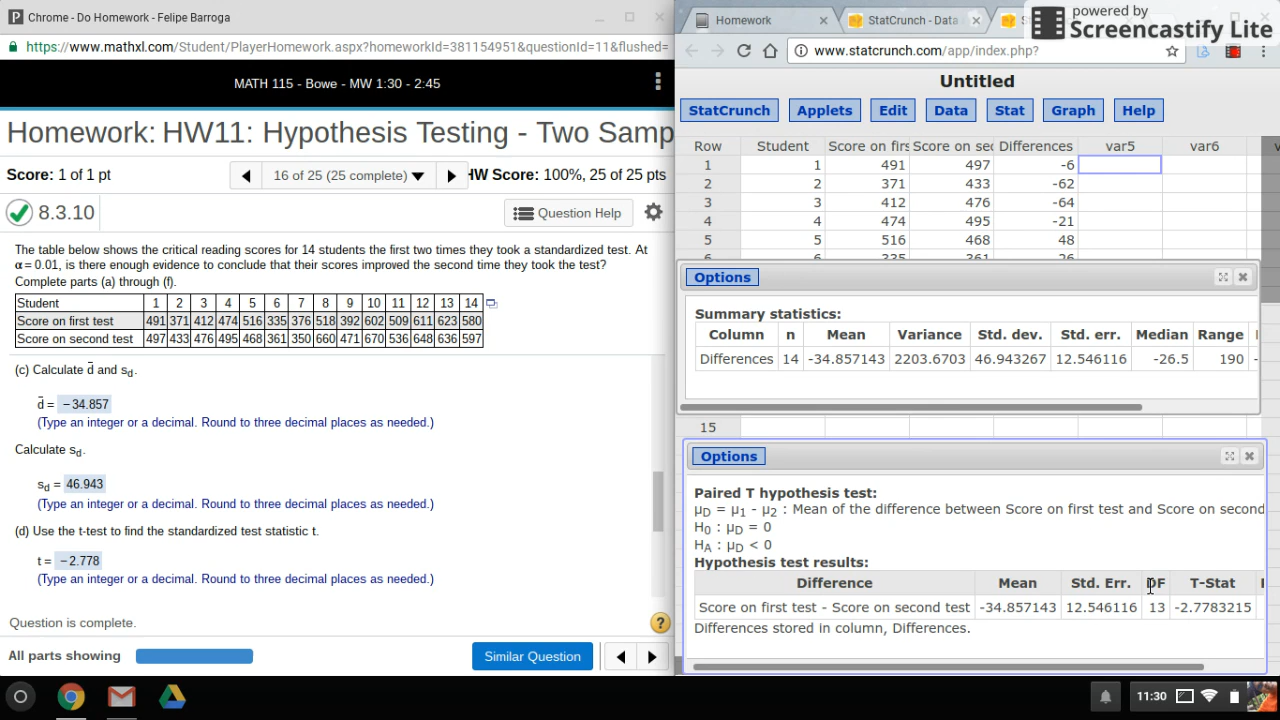 Chrome - Do Homework - Felipe Barroga
https://www.mathxl.com/Student/PlayerHomework.aspx?homeworkId=381154951&questionId=11&flushed=
MATH 115 - Bowe - MW 1:30 - 2:45
Homework: HW11: Hypothesis Testing - Two Samp
Score: 1 of 1 pt
16 of 25 (25 complete)
HW Score: 100%, 25 of 25 pts
8.3.10
Question Help
The table below shows the critical reading scores for 14 students the first two times they took a standardized test. At
α = 0.01, is there enough evidence to conclude that their scores improved the second time they took the test?
Complete parts (a) through (f).
Student 1 2 3 4 5 6 7 8 9 10 11 12 13 14
Score on first test 491 371 412 474 516 335 376 518 392 602 509 611 623 580
Score on second test 497 433 476 495 468 361 350 660 471 670 536 648 636 597
(c) Calculate d̄ and sd.
d̄ = −34.857
(Type an integer or a decimal. Round to three decimal places as needed.)
Calculate sd.
sd = 46.943
(Type an integer or a decimal. Round to three decimal places as needed.)
(d) Use the t-test to find the standardized test statistic t.
t = −2.778
(Type an integer or a decimal. Round to three decimal places as needed.)
Question is complete.
?
All parts showing
Similar Question
Homework
StatCrunch - Data
powered by
Screencastify Lite
www.statcrunch.com/app/index.php?
Untitled
StatCrunch Applets Edit Data Stat Graph Help
Row Student Score on firs Score on sec Differences var5 var6
1 1 491 497 -6
2 2 371 433 -62
3 3 412 476 -64
4 4 474 495 -21
5 5 516 468 48
Options
Summary statistics:
Column n Mean Variance Std. dev. Std. err. Median Range
Differences 14 -34.857143 2203.6703 46.943267 12.546116 -26.5 190
15
Options
Paired T hypothesis test:
μD = μ1 - μ2 : Mean of the difference between Score on first test and Score on second
H0 : μD = 0
HA : μD < 0
Hypothesis test results:
Difference Mean Std. Err. DF T-Stat
Score on first test - Score on second test -34.857143 12.546116 13 -2.7783215
Differences stored in column, Differences.
11:30